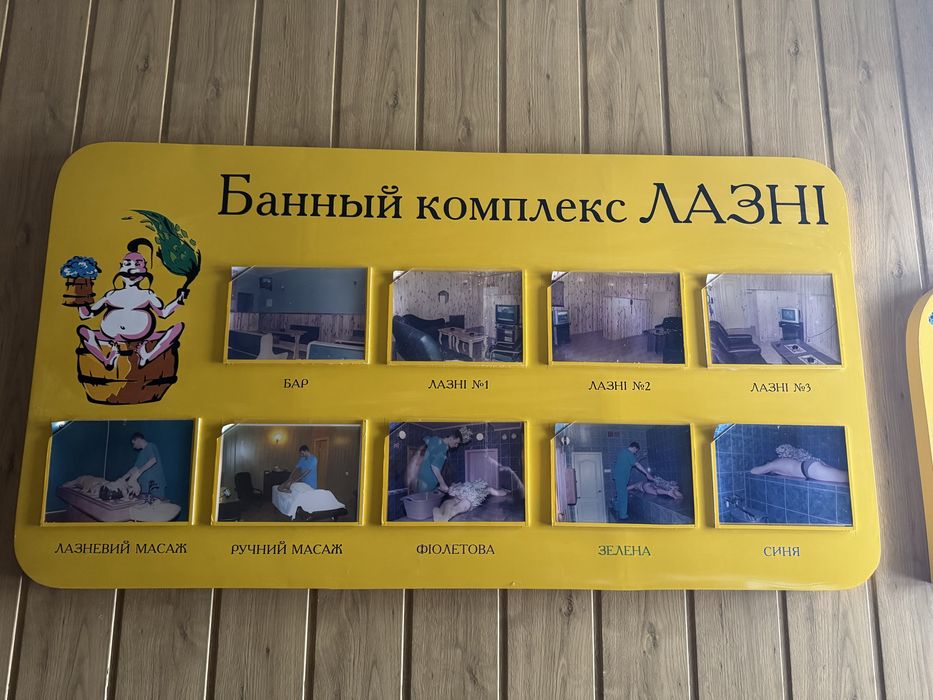 Банный комплекс ЛАЗНІ
БАР
ЛАЗНІ №1
ЛАЗНІ №2
ЛАЗНІ №3
ЛАЗНЕВИЙ МАСАЖ
РУЧНИЙ МАСАЖ
ФІОЛЕТОВА
ЗЕЛЕНА
СИНЯ